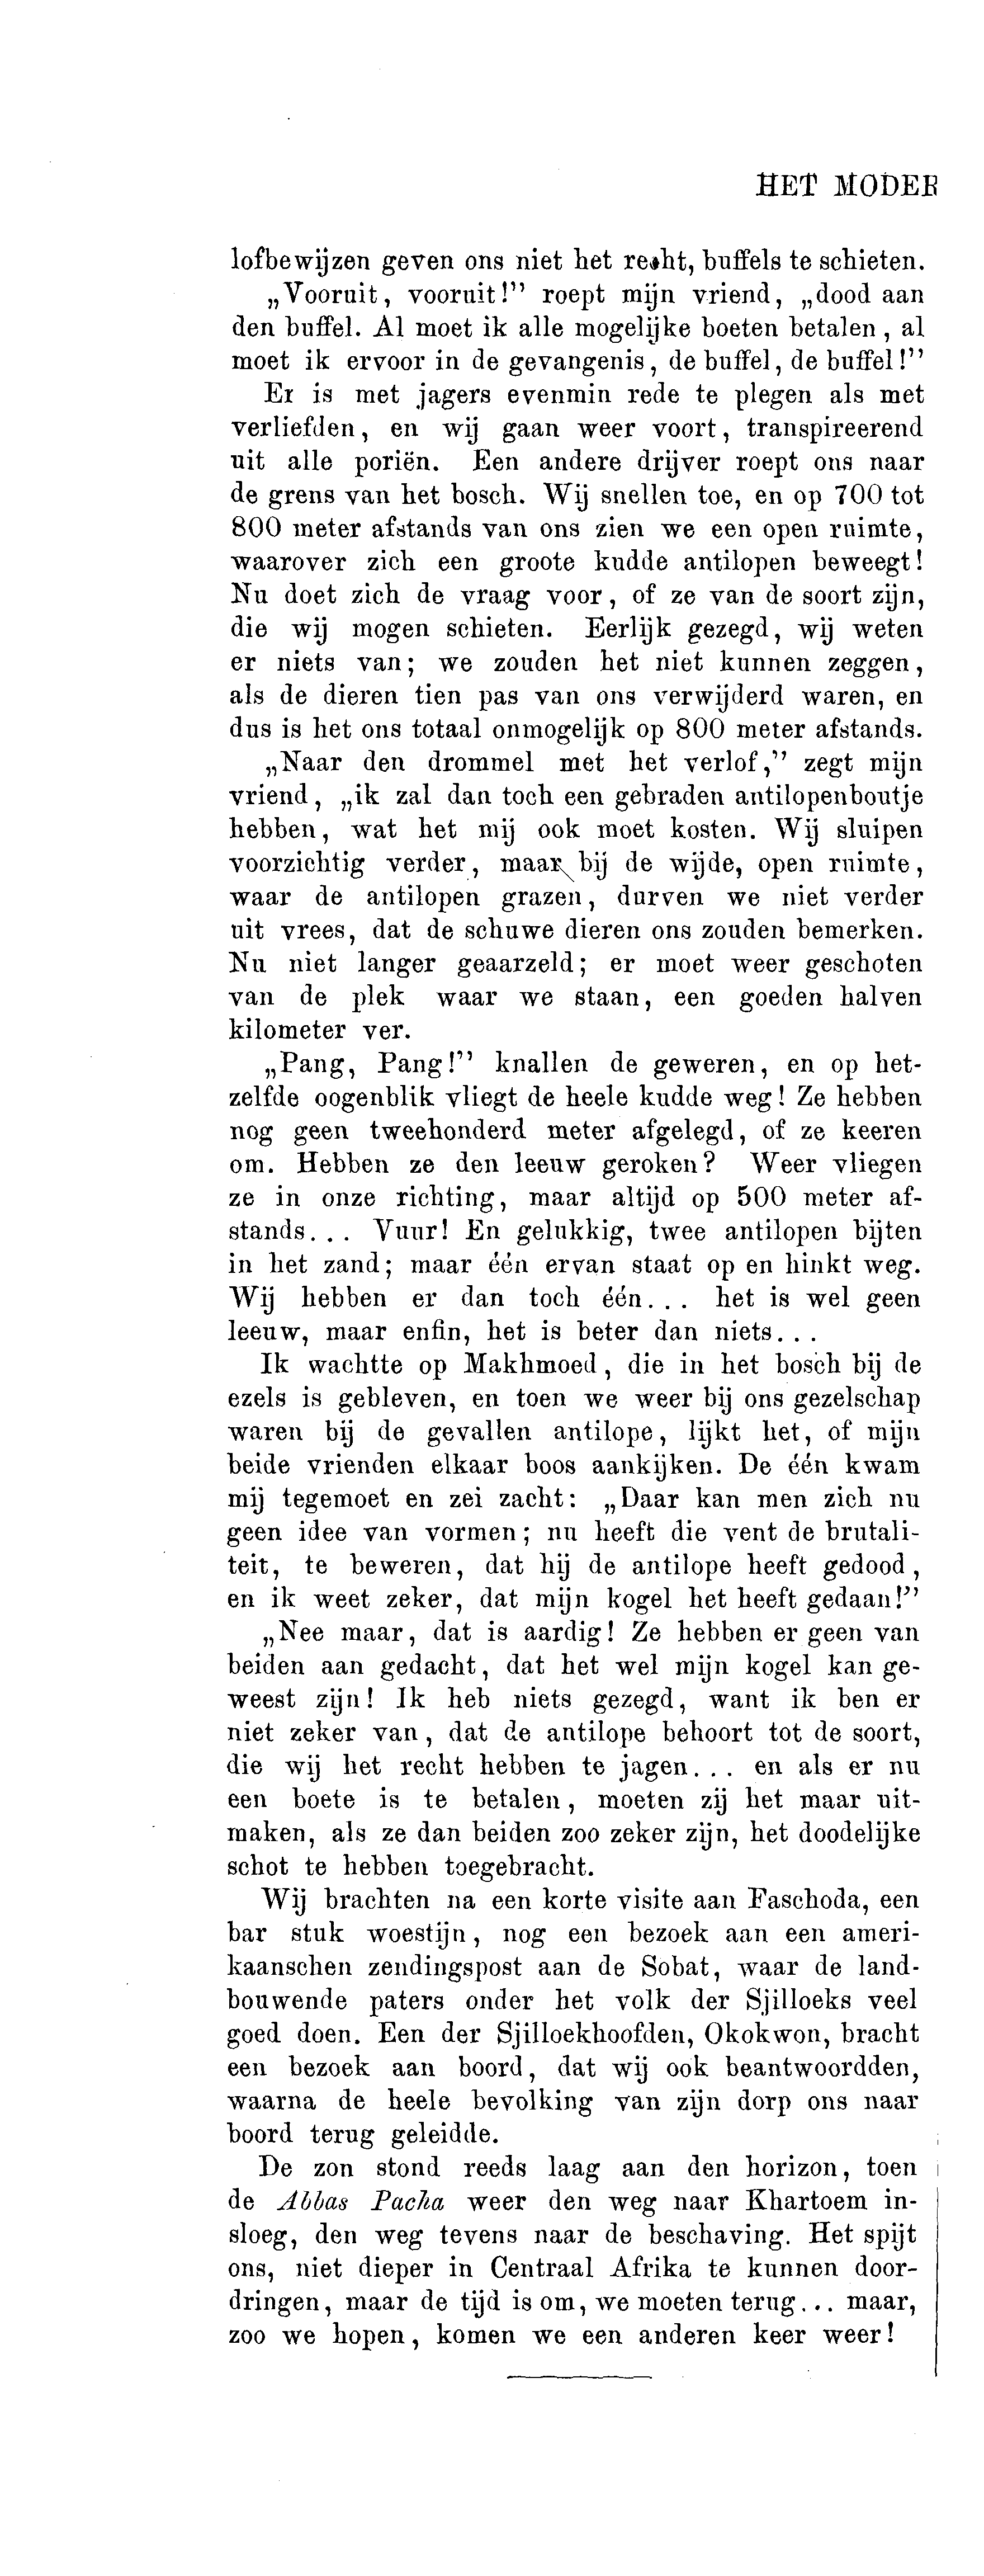 HET MODER
lofbewijzen geven ons niet het recht, buffels te schieten.
„Vooruit, vooruit!” roept mijn vriend, „dood aan
den buffel. Al moet ik alle mogelijke boeten betalen, al
moet ik ervoor in de gevangenis, de buffel, de buffel!”
Er is met jagers evenmin rede te plegen als met
verliefden, en wij gaan weer voort, transpireerend
uit alle poriën. Een andere drijver roept ons naar
de grens van het bosch. Wij snellen toe, en op 700 tot
800 meter afstands van ons zien we een open ruimte,
waarover zich een groote kudde antilopen beweegt!
Nu doet zich de vraag voor, of ze van de soort zijn,
die wij mogen schieten. Eerlijk gezegd, wij weten
er niets van; we zouden het niet kunnen zeggen,
als de dieren tien pas van ons verwijderd waren, en
dus is het ons totaal onmogelijk op 800 meter afstands.
„Naar den drommel met het verlof,” zegt mijn
vriend, „ik zal dan toch een gebraden antilopenboutje
hebben, wat het mij ook moet kosten. Wij sluipen
voorzichtig verder, maar bij de wijde, open ruimte,
waar de antilopen grazen, durven we niet verder
uit vrees, dat de schuwe dieren ons zouden bemerken.
Nu niet langer geaarzeld; er moet weer geschoten
van de plek waar we staan, een goeden halven
kilometer ver.
„Pang, Pang!” knallen de geweren, en op het-
zelfde oogenblik vliegt de heele kudde weg! Ze hebben
nog geen tweehonderd meter afgelegd, of ze keeren
om. Hebben ze den leeuw geroken? Weer vliegen
ze in onze richting, maar altijd op 500 meter af-
stands... Vuur! En gelukkig, twee antilopen bijten
in het zand; maar één ervan staat op en hinkt weg.
Wij hebben er dan toch één... het is wel geen
leeuw, maar enfin, het is beter dan niets...
Ik wachtte op Makhmoed, die in het bosch bij de
ezels is gebleven, en toen we weer bij ons gezelschap
waren bij de gevallen antilope, lijkt het, of mijn
beide vrienden elkaar boos aankijken. De één kwam
mij tegemoet en zei zacht: „Daar kan men zich nu
geen idee van vormen; nu heeft die vent de brutali-
teit, te beweren, dat hij de antilope heeft gedood,
en ik weet zeker, dat mijn kogel het heeft gedaan!”
„Nee maar, dat is aardig! Ze hebben er geen van
beiden aan gedacht, dat het wel mijn kogel kan ge-
weest zijn! Ik heb niets gezegd, want ik ben er
niet zeker van, dat de antilope behoort tot de soort,
die wij het recht hebben te jagen... en als er nu
een boete is te betalen, moeten zij het maar uit-
maken, als ze dan beiden zoo zeker zijn, het doodelijke
schot te hebben toegebracht.
Wij brachten na een korte visite aan Faschoda, een
bar stuk woestijn, nog een bezoek aan een ameri-
kaanschen zendingspost aan de Sobat, waar de land-
bouwende paters onder het volk der Sjilloeks veel
goed doen. Een der Sjilloekhoofden, Okokwon, bracht
een bezoek aan boord, dat wij ook beantwoordden,
waarna de heele bevolking van zijn dorp ons naar
boord terug geleidde.
De zon stond reeds laag aan den horizon, toen
de Abbas Pacha weer den weg naar Khartoem in-
sloeg, den weg tevens naar de beschaving. Het spijt
ons, niet dieper in Centraal Afrika te kunnen door-
dringen, maar de tijd is om, we moeten terug... maar,
zoo we hopen, komen we een anderen keer weer!